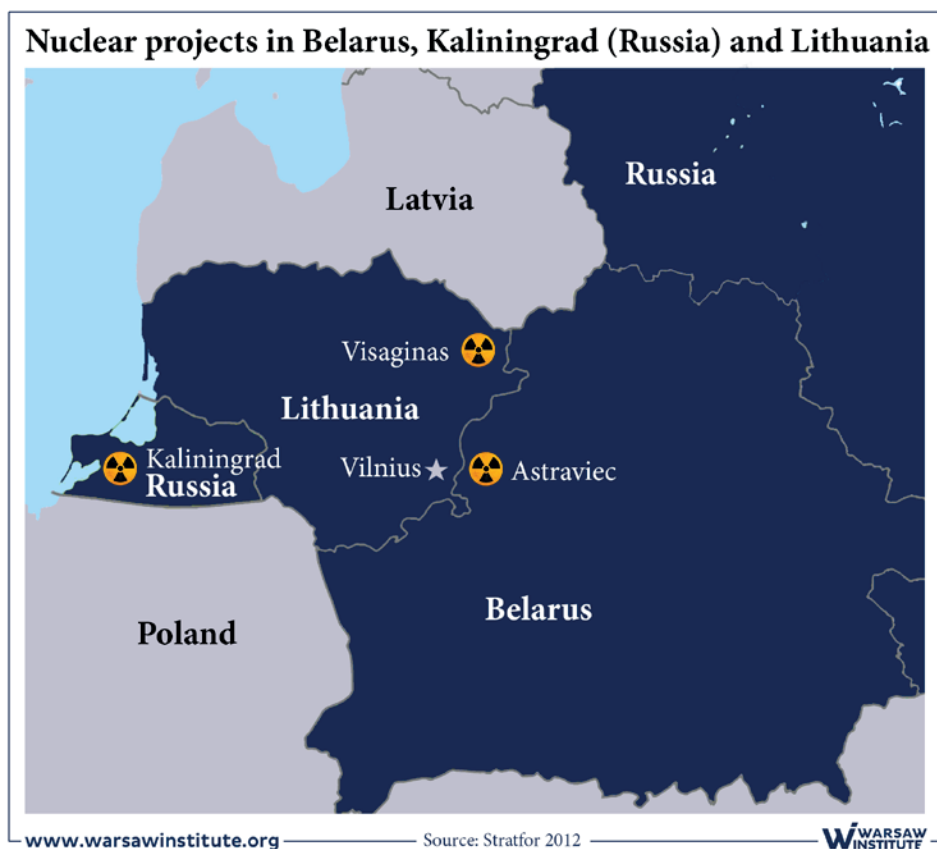 Nuclear projects in Belarus, Kaliningrad (Russia) and Lithuania
Russia
Latvia
Visaginas
Lithuania
Kaliningrad
Russia
Vilnius
Astraviec
Belarus
Poland
www.warsawinstitute.org
Source: Stratfor 2012
WI WARSAW
INSTITUTE